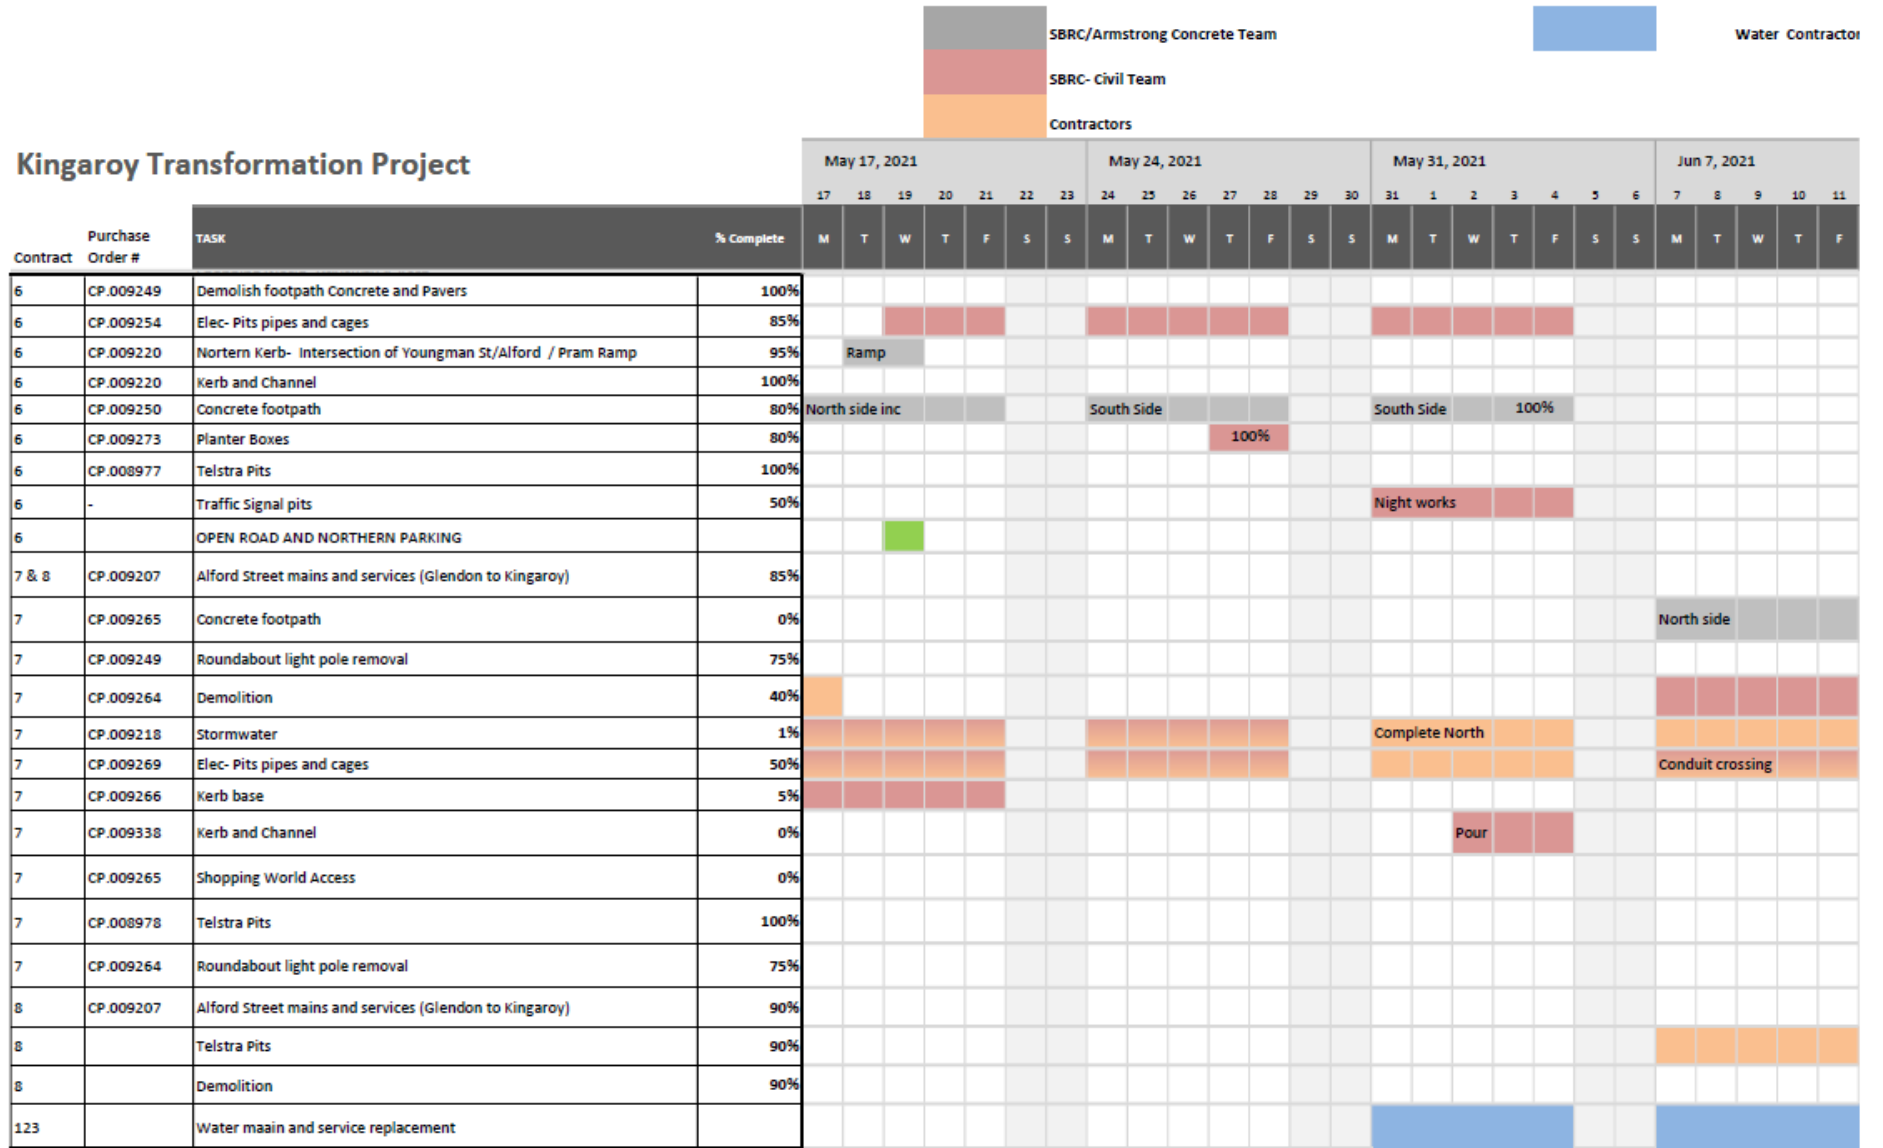 SBRC/Armstrong Concrete Team
Water Contractor
SBRC- Civil Team
Contractors
Kingaroy Transformation Project
May 17, 2021 May 24, 2021 May 31, 2021 Jun 7, 2021
17 18 19 20 21 22 23 24 25 26 27 28 29 30 31 1 2 3 4 5 6 7 8 9 10 11
Contract Purchase Order # TASK % Complete M T W T F S S M T W T F S S M T W T F S S M T W T F
6 CP.009249 Demolish footpath Concrete and Pavers 100%
6 CP.009254 Elec- Pits pipes and cages 85%
6 CP.009220 Nortern Kerb- Intersection of Youngman St/Alford / Pram Ramp 95% Ramp
6 CP.009220 Kerb and Channel 100%
6 CP.009250 Concrete footpath 80% North side inc South Side South Side 100%
6 CP.009273 Planter Boxes 80% 100%
6 CP.008977 Telstra Pits 100%
6 - Traffic Signal pits 50% Night works
6 OPEN ROAD AND NORTHERN PARKING
7 & 8 CP.009207 Alford Street mains and services (Glendon to Kingaroy) 85%
7 CP.009265 Concrete footpath 0% North side
7 CP.009249 Roundabout light pole removal 75%
7 CP.009264 Demolition 40%
7 CP.009218 Stormwater 1% Complete North
7 CP.009269 Elec- Pits pipes and cages 50% Conduit crossing
7 CP.009266 Kerb base 5%
7 CP.009338 Kerb and Channel 0% Pour
7 CP.009265 Shopping World Access 0%
7 CP.008978 Telstra Pits 100%
7 CP.009264 Roundabout light pole removal 75%
8 CP.009207 Alford Street mains and services (Glendon to Kingaroy) 90%
8 Telstra Pits 90%
8 Demolition 90%
123 Water maain and service replacement